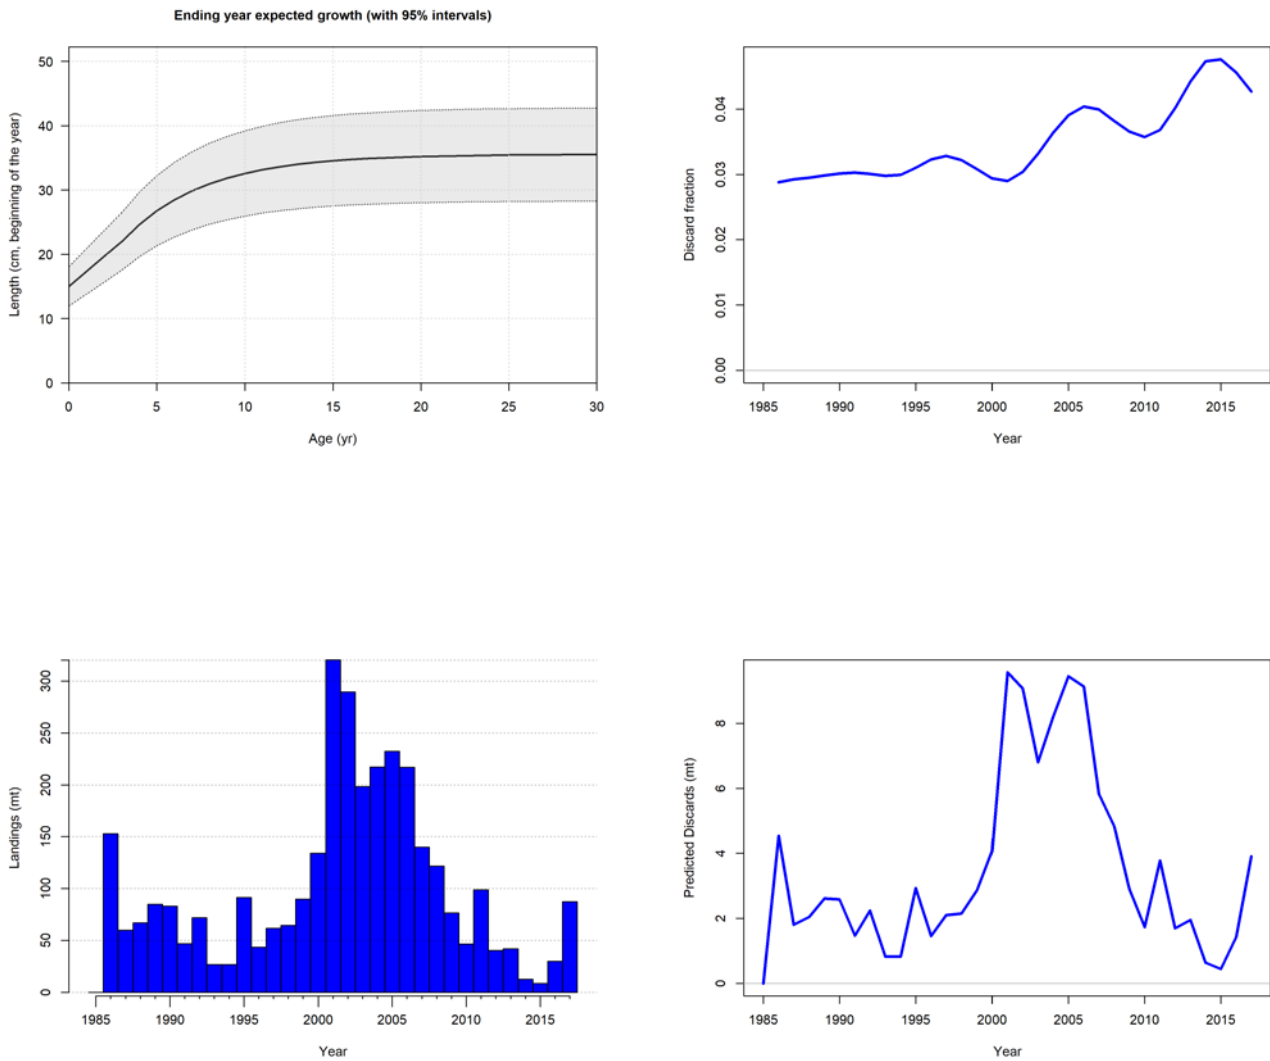 Ending year expected growth (with 95% intervals)
Length (cm, beginning of the year)
50
40
30
20
10
0
0 5 10 15 20 25 30
Age (yr)
Discard fraction
0.04
0.03
0.02
0.01
0.00
1985 1990 1995 2000 2005 2010 2015
Year
Landings (mt)
300
250
200
150
100
50
0
1985 1990 1995 2000 2005 2010 2015
Year
Predicted Discards (mt)
8
6
4
2
0
1985 1990 1995 2000 2005 2010 2015
Year